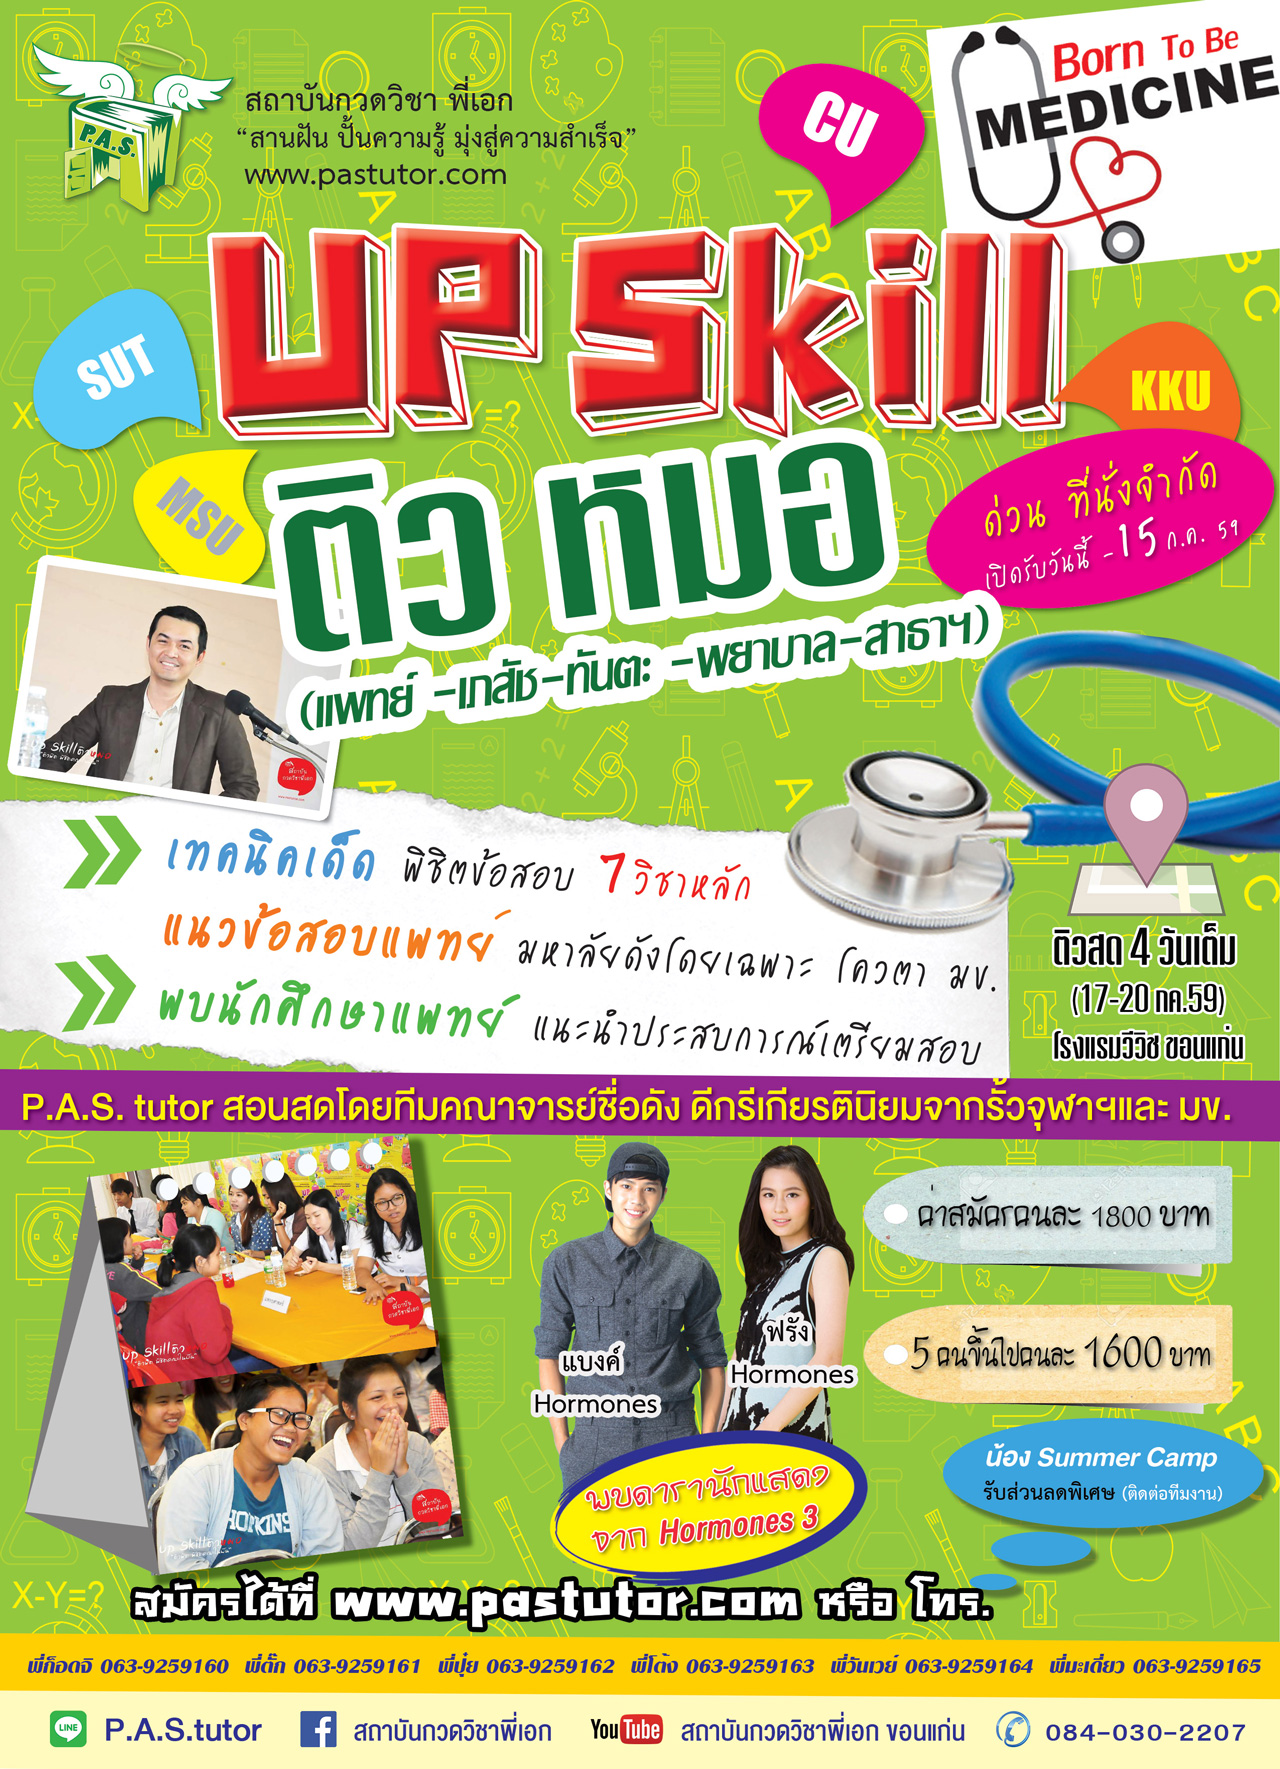 P.A.S.
สถาบันกวดวิชา พี่เอก
“สานฝัน ปั้นความรู้ มุ่งสู่ความสำเร็จ”
www.pastutor.com
CU
Born To Be
MEDICINE
UP Skill
SUT
KKU
MSU
ติว หมอ
(แพทย์ -เภสัช-ทันตะ -พยาบาล-สาธาฯ)
ด่วน ที่นั่งจำกัด
เปิดรับวันนี้ -15 ก.ค. 59
เทคนิคเด็ด พิชิตข้อสอบ 7 วิชาหลัก
แนวข้อสอบแพทย์ มหาลัยดังโดยเฉพาะ โควตา มข.
พบนักศึกษาแพทย์ แนะนำประสบการณ์เตรียมสอบ
ติวสด 4 วันเต็ม
(17-20 กค.59)
โรงแรมวีวิช ขอนแก่น
P.A.S. tutor สอนสดโดยทีมคณาจารย์ชื่อดัง ดีกรีเกียรตินิยมจากรั้วจุฬาฯและ มข.
แบงค์
Hormones
ฟรัง
Hormones
พบดารานักแสดง
จาก Hormones 3
ค่าสมัครคนละ 1800 บาท
5 คนขึ้นไปคนละ 1600 บาท
น้อง Summer Camp
รับส่วนลดพิเศษ (ติดต่อทีมงาน)
สมัครได้ที่ www.pastutor.com หรือ โทร.
พี่ก็อตจิ 063-9259160 พี่ตั๊ก 063-9259161 พี่ปุ๋ย 063-9259162 พี่โด้ง 063-9259163 พี่วันเวย์ 063-9259164 พี่มะเดี่ยว 063-9259165
LINE P.A.S.tutor สถาบันกวดวิชาพี่เอก YouTube สถาบันกวดวิชาพี่เอก ขอนแก่น 084-030-2207